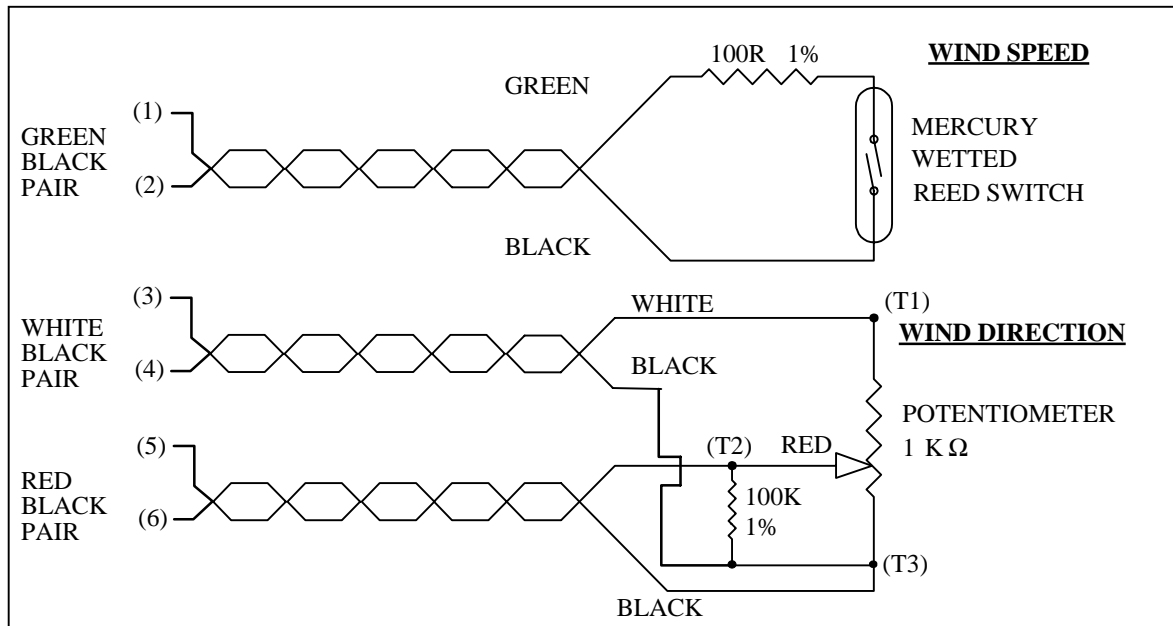 100R 1%
WIND SPEED
GREEN
(1)
GREEN
BLACK
PAIR
(2)
MERCURY
WETTED
REED SWITCH
BLACK
(3)
WHITE
(T1)
WHITE
BLACK
PAIR
(4)
WIND DIRECTION
BLACK
POTENTIOMETER
1 K Ω
(5)
(T2)
RED
RED
BLACK
PAIR
(6)
100K
1%
(T3)
BLACK